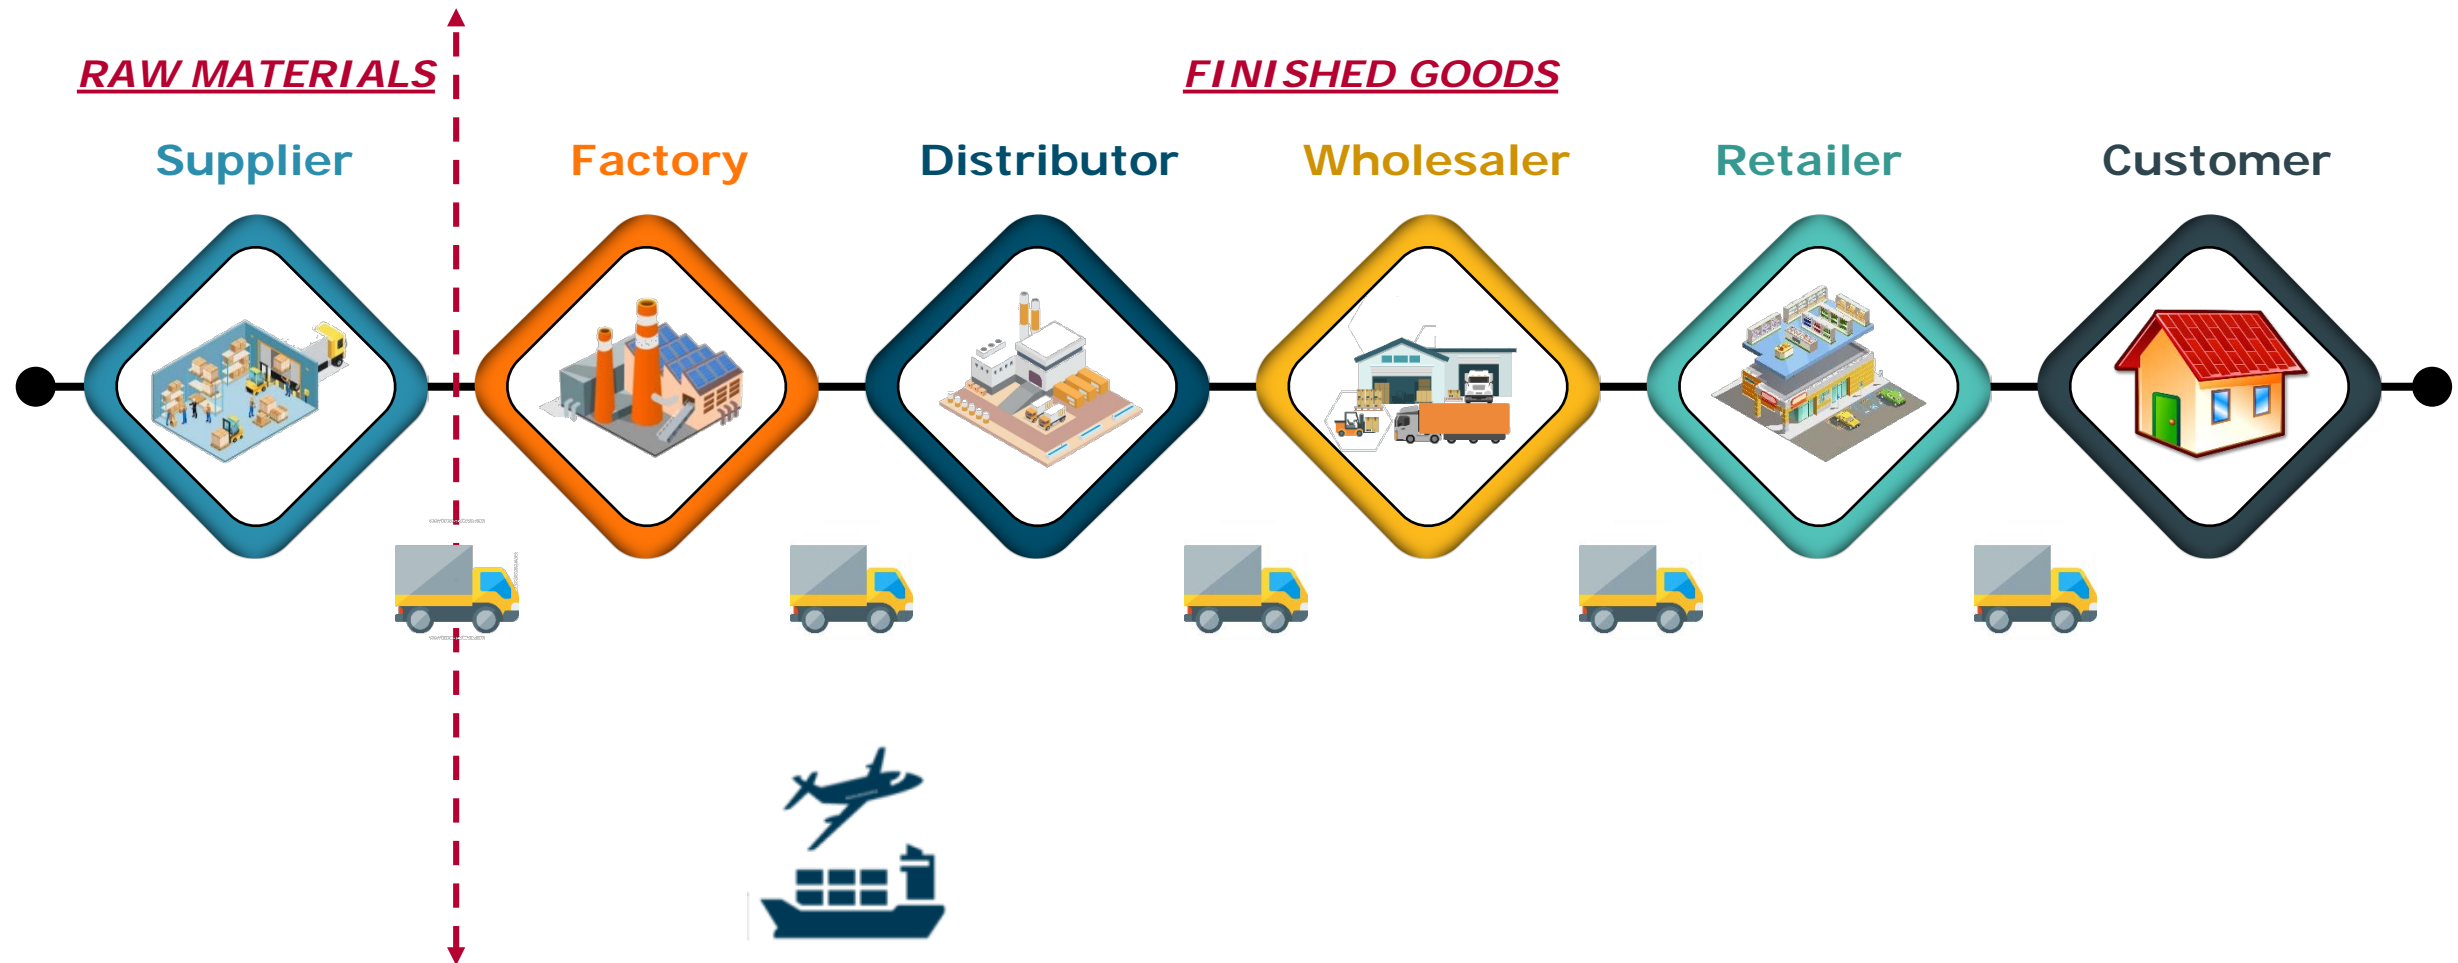 RAW MATERIALS
FINISHED GOODS
Supplier
Factory
Distributor
Wholesaler
Retailer
Customer